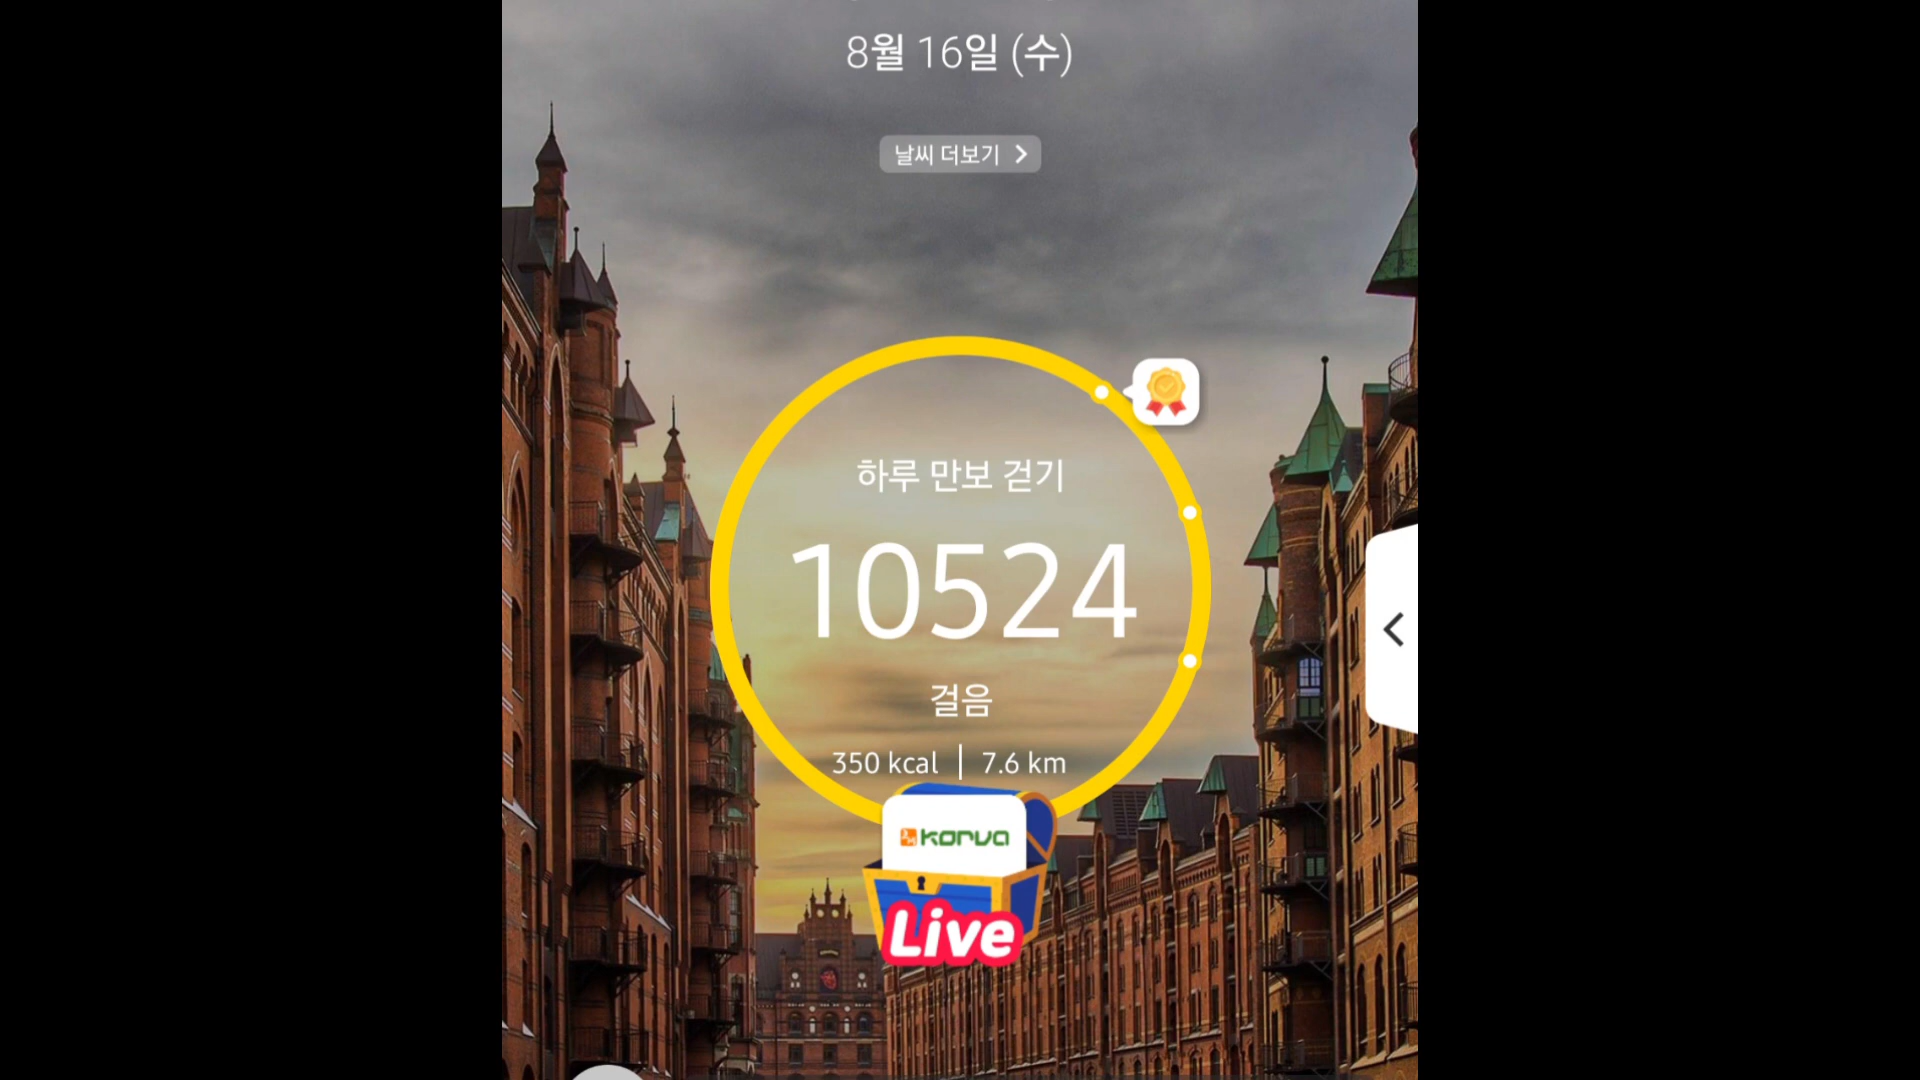 8월 16일 (수)
날씨 더보기
하루 만보 걷기
10524
걸음
350 kcal | 7.6 km
korva
Live